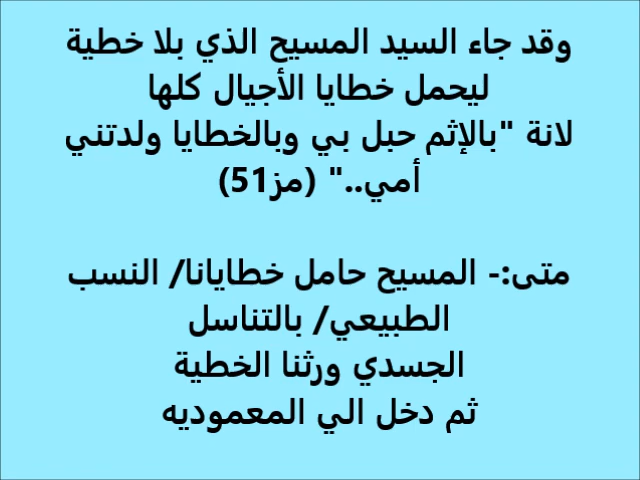 وقد جاء السيد المسيح الذي بلا خطية
ليحمل خطايا الأجيال كلها
لانة "بالإثم حبل بي وبالخطايا ولدتني
أمي.." (مز51)
متى:- المسيح حامل خطايانا/ النسب
الطبيعي/ بالتناسل
الجسدي ورثنا الخطية
ثم دخل الي المعموديه